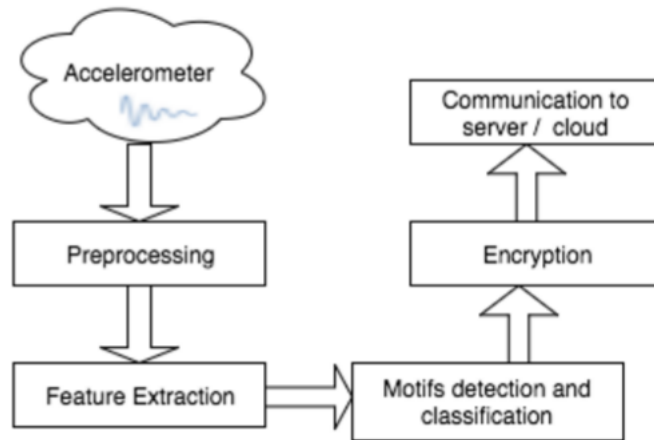 Accelerometer
Preprocessing
Feature Extraction
Motifs detection and
classification
Encryption
Communication to
server / cloud